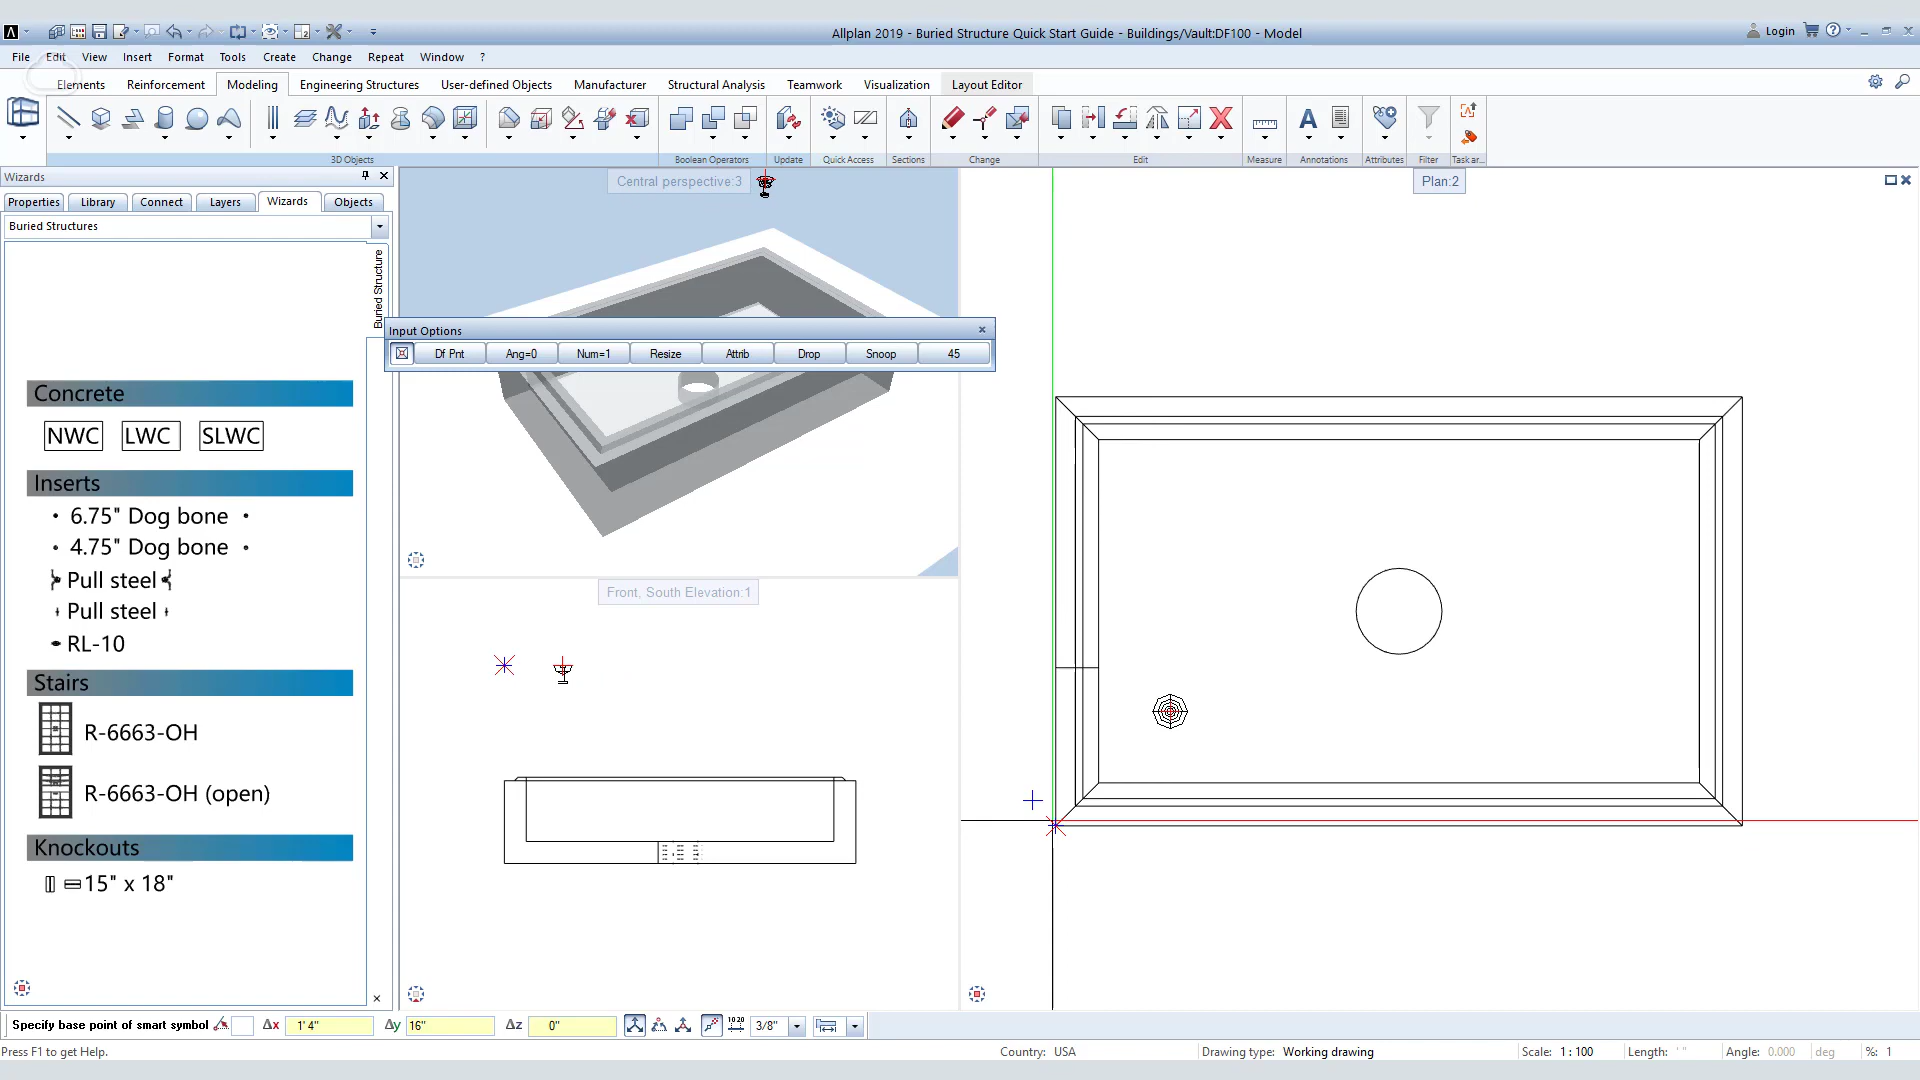 Allplan 2019 - Buried Structure Quick Start Guide - Buildings/Vault:DF100 - Model
Login
File Edit View Insert Format Tools Create Change Repeat Window ?
Elements Reinforcement Modeling Engineering Structures User-defined Objects Manufacturer Structural Analysis Teamwork Visualization Layout Editor
3D Objects Boolean Operators Update Quick Access Sections Change Edit Measure Annotations Attributes Filter Task ar...
Wizards
Properties Library Connect Layers Wizards Objects
Buried Structures
Buried Structure
Concrete
NWC LWC SLWC
Inserts
• 6.75" Dog bone •
• 4.75" Dog bone •
Pull steel
Pull steel
RL-10
Stairs
R-6663-OH
R-6663-OH (open)
Knockouts
15" x 18"
Central perspective:3
Plan:2
Input Options
Df Pnt Ang=0 Num=1 Resize Attrib Drop Snoop 45
Front, South Elevation:1
Specify base point of smart symbol Δx 1' 4" Δy 16" Δz 0" 3/8"
Press F1 to get Help.
Country: USA Drawing type: Working drawing Scale: 1 : 100 Length: ' " Angle: 0.000 deg %: 1